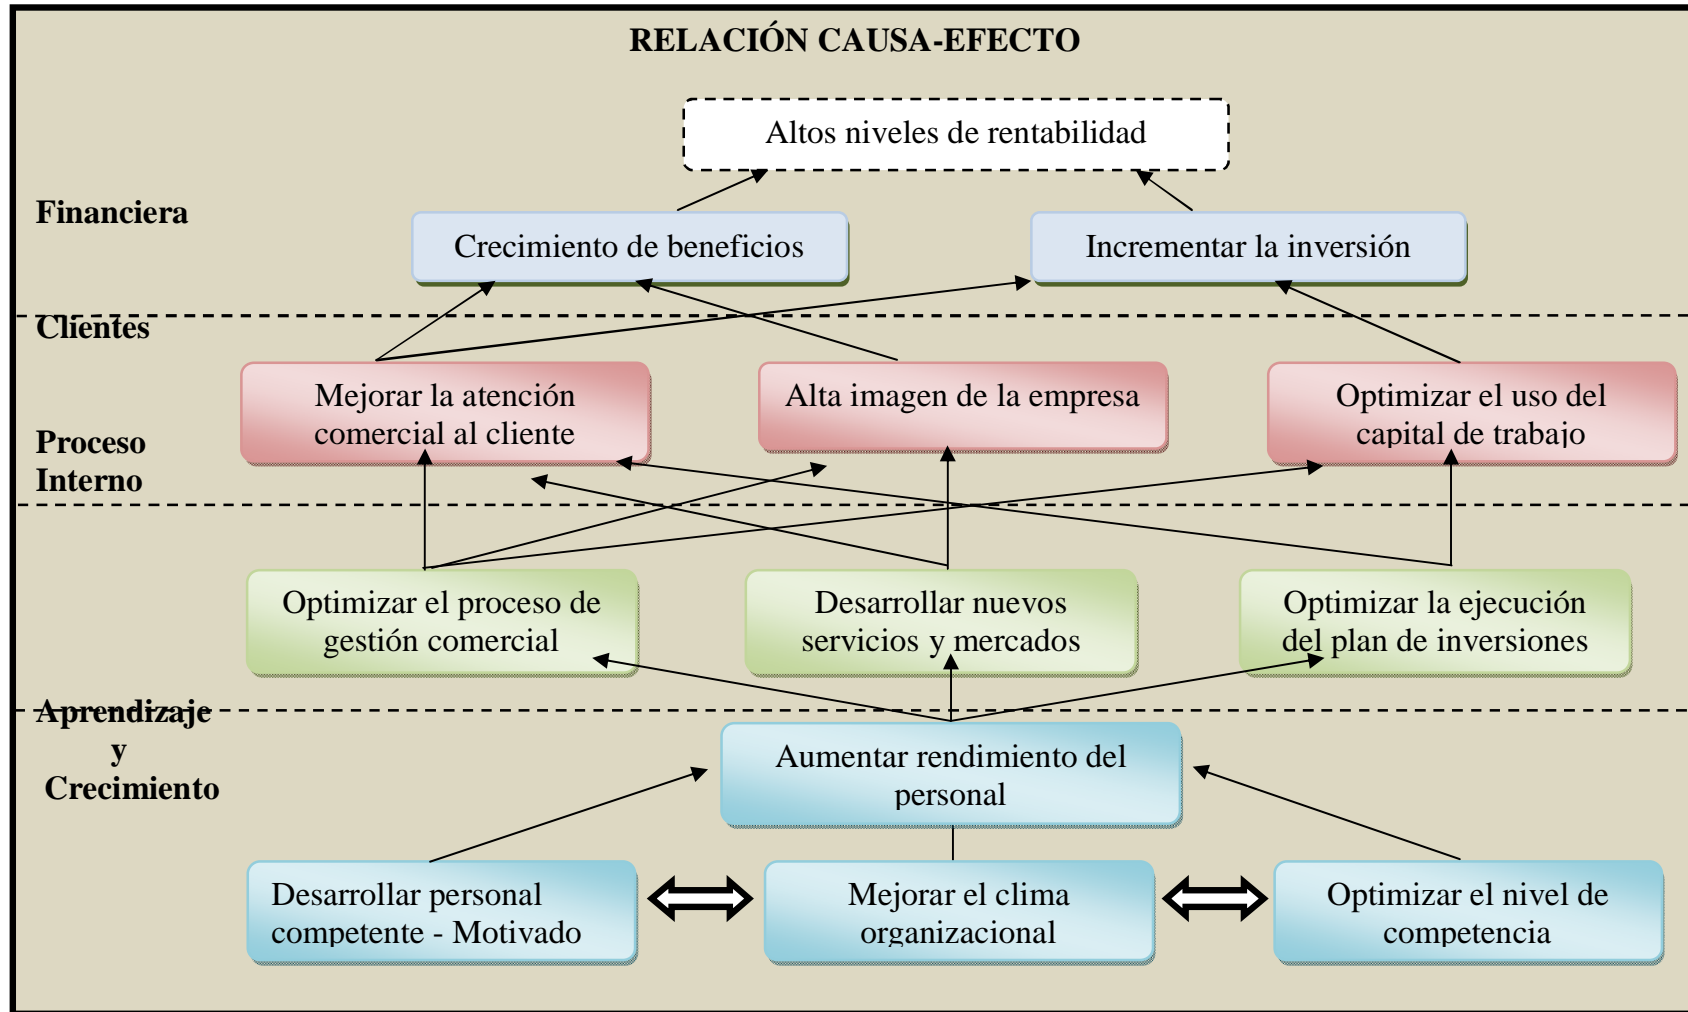 RELACIÓN CAUSA-EFECTO
Altos niveles de rentabilidad
Financiera
Crecimiento de beneficios
Incrementar la inversión
Clientes
Mejorar la atención
comercial al cliente
Alta imagen de la empresa
Optimizar el uso del
capital de trabajo
Proceso
Interno
Optimizar el proceso de
gestión comercial
Desarrollar nuevos
servicios y mercados
Optimizar la ejecución
del plan de inversiones
Aprendizaje
y
Crecimiento
Aumentar rendimiento del
personal
Desarrollar personal
competente - Motivado
Mejorar el clima
organizacional
Optimizar el nivel de
competencia